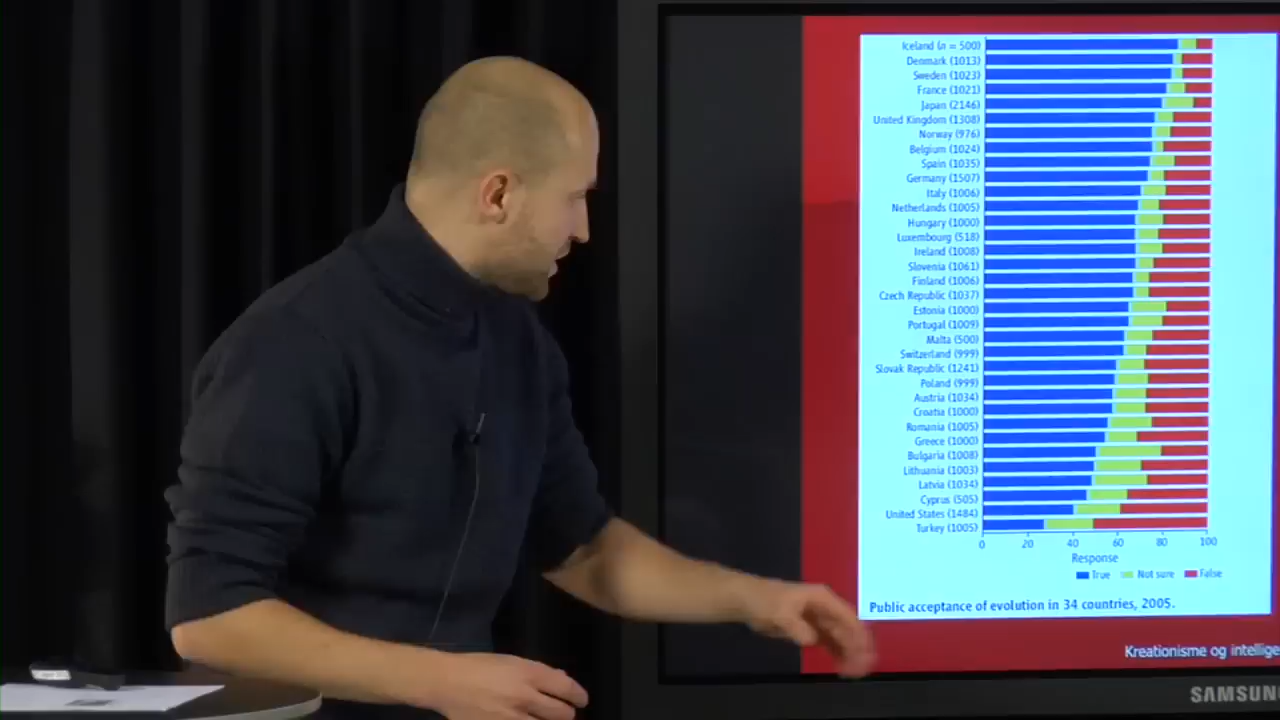 Iceland (n = 500)
Denmark (1013)
Sweden (1023)
France (1021)
Japan (2146)
United Kingdom (1308)
Norway (976)
Belgium (1024)
Spain (1035)
Germany (1507)
Italy (1006)
Netherlands (1005)
Hungary (1000)
Luxembourg (518)
Ireland (1008)
Slovenia (1061)
Finland (1006)
Czech Republic (1037)
Estonia (1000)
Portugal (1009)
Malta (500)
Switzerland (999)
Slovak Republic (1241)
Poland (999)
Austria (1034)
Croatia (1000)
Romania (1005)
Greece (1000)
Bulgaria (1008)
Lithuania (1003)
Latvia (1034)
Cyprus (505)
United States (1484)
Turkey (1005)
0 20 40 60 80 100
Response
True Not sure False
Public acceptance of evolution in 34 countries, 2005.
Kreationisme og intellige
SAMSUN